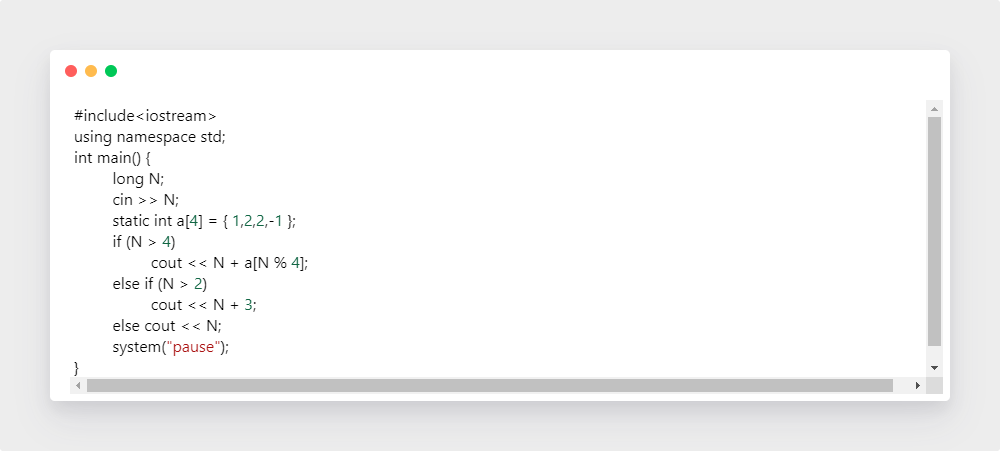 #include<iostream>
using namespace std;
int main() {
long N;
cin >> N;
static int a[4] = { 1,2,2,-1 };
if (N > 4)
cout << N + a[N % 4];
else if (N > 2)
cout << N + 3;
else cout << N;
system("pause");
}